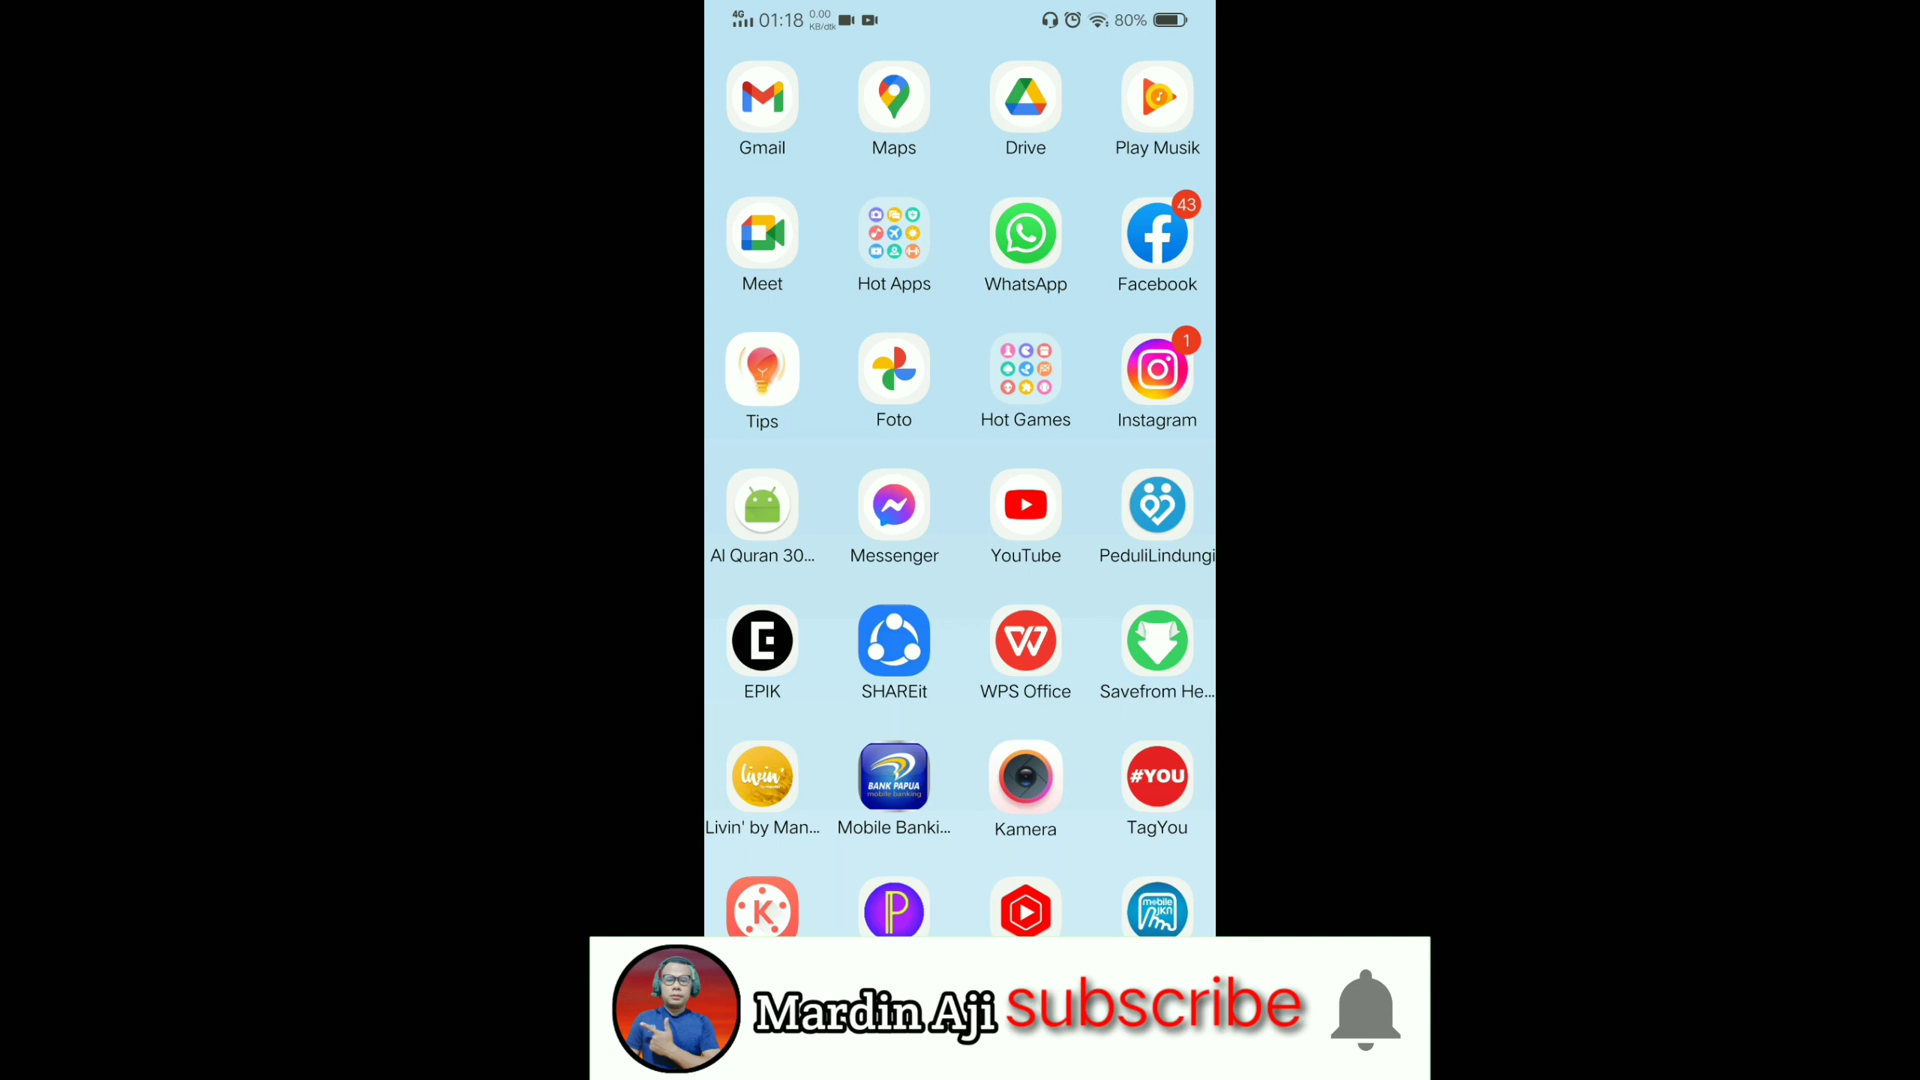 4G 01:18 0.00 KB/dtk 80%
Gmail Maps Drive Play Musik
43
Meet Hot Apps WhatsApp Facebook
1
Tips Foto Hot Games Instagram
Al Quran 30... Messenger YouTube PeduliLindungi
EPIK SHAREit WPS Office Savefrom He...
livin'
BANK PAPUA
mobile banking
#YOU
Livin' by Man... Mobile Banki... Kamera TagYou
K P mobile JKN
Mardin Aji subscribe